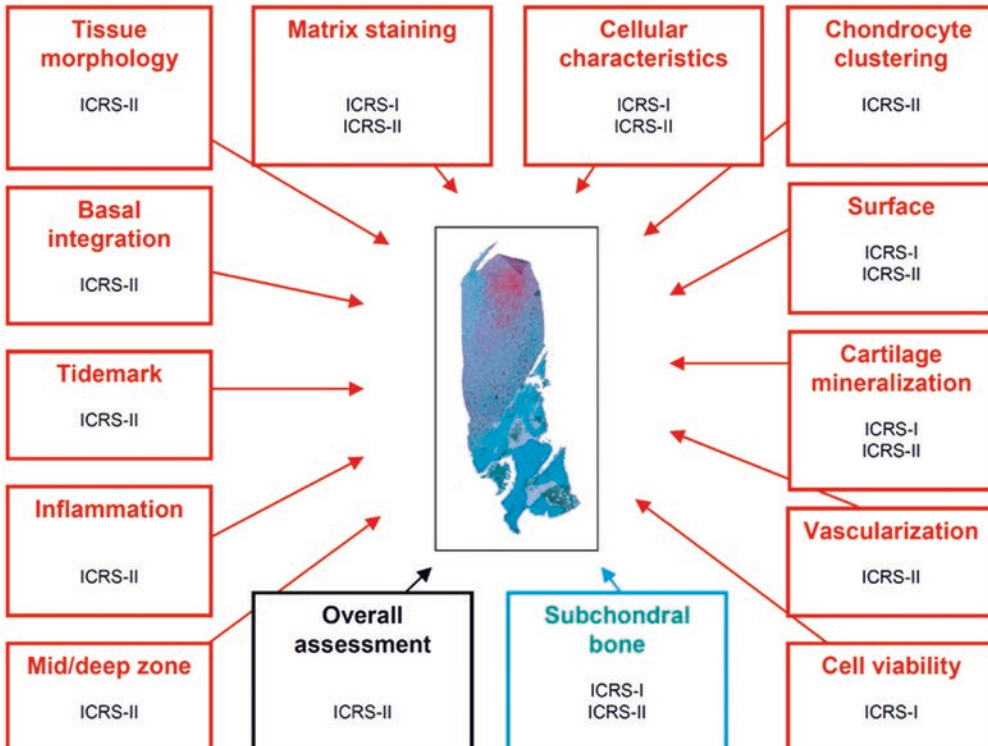 Tissue
morphology
ICRS-II
Matrix staining
ICRS-I
ICRS-II
Cellular
characteristics
ICRS-I
ICRS-II
Chondrocyte
clustering
ICRS-II
Basal
integration
ICRS-II
Surface
ICRS-I
ICRS-II
Tidemark
ICRS-II
Cartilage
mineralization
ICRS-I
ICRS-II
Inflammation
ICRS-II
Vascularization
ICRS-II
Mid/deep zone
ICRS-II
Overall
assessment
ICRS-II
Subchondral
bone
ICRS-I
ICRS-II
Cell viability
ICRS-I